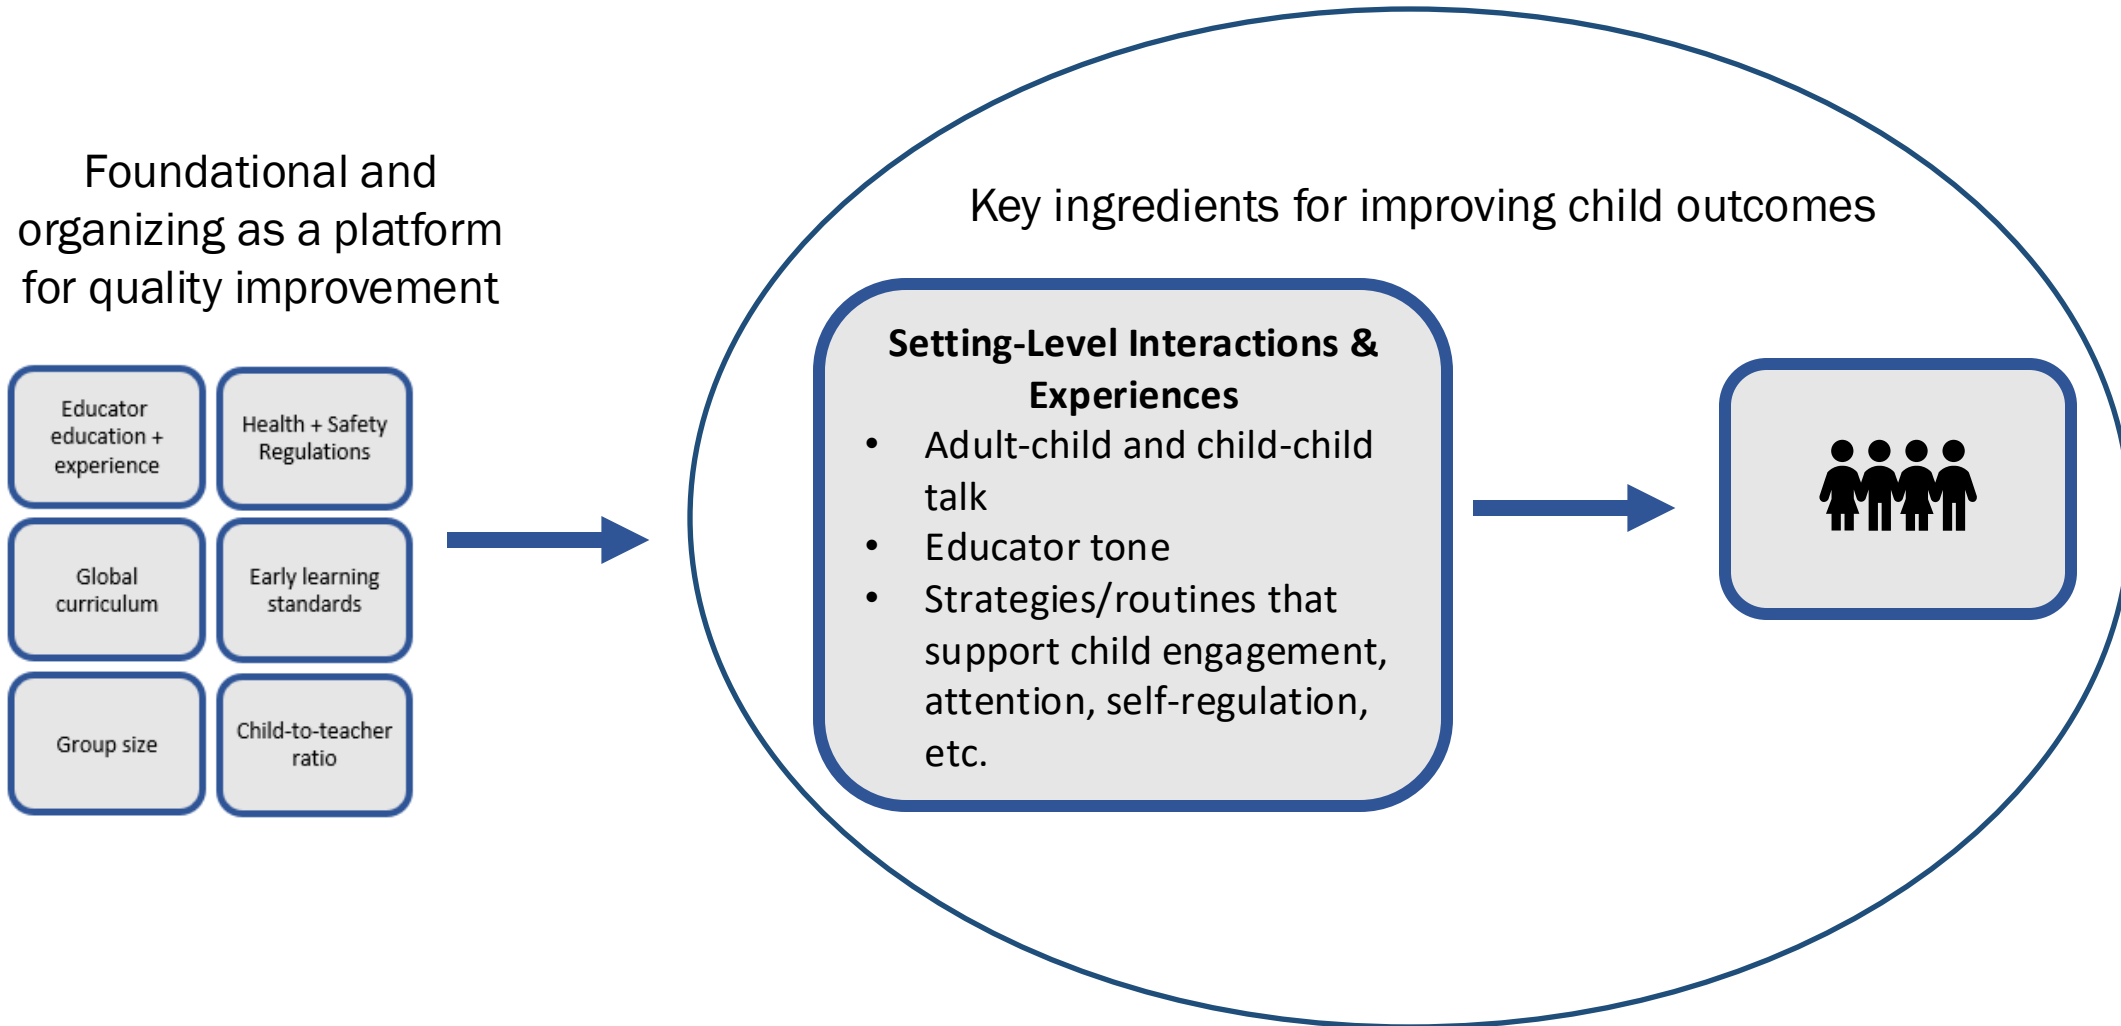 Foundational and
organizing as a platform
for quality improvement
Educator
education +
experience
Health + Safety
Regulations
Global
curriculum
Early learning
standards
Group size
Child-to-teacher
ratio
Key ingredients for improving child outcomes
Setting-Level Interactions &
Experiences
• Adult-child and child-child
talk
• Educator tone
• Strategies/routines that
support child engagement,
attention, self-regulation,
etc.